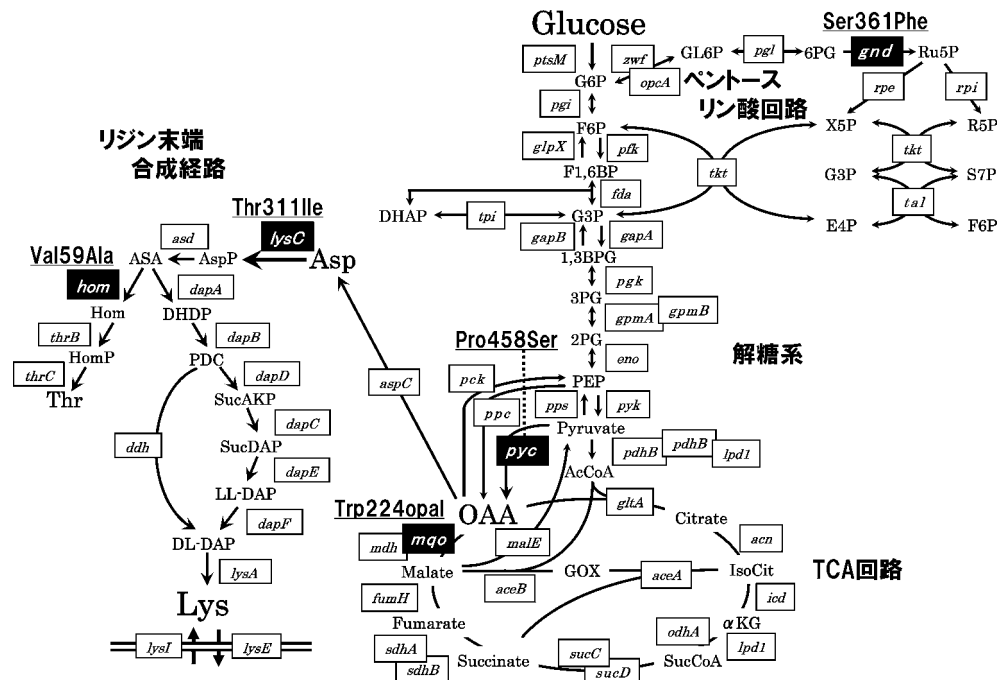 Glucose
Ser361Phe
ptsM
zwf
GL6P
pgl
6PG
gnd
Ru5P
G6P
opcA
ペントース
リン酸回路
rpe
rpi
pgi
リジン末端
合成経路
F6P
X5P
R5P
glpX
pfk
tkt
tkt
F1,6BP
G3P
S7P
fda
DHAP
tpi
G3P
tal
E4P
F6P
Thr311Ile
lysC
gapB
gapA
asd
Val59Ala
ASA
AspP
Asp
1,3BPG
hom
dapA
pgk
Hom
DHDP
3PG
gpmA
gpmB
thrB
dapB
Pro458Ser
2PG
解糖系
HomP
PDC
eno
thrC
dapD
aspC
pck
PEP
Thr
SucAKP
ppc
pps
pyk
dapC
Pyruvate
ddh
SucDAP
pyc
pdhB
pdhB
lpd1
dapE
AcCoA
LL-DAP
Trp224opal
OAA
gltA
Citrate
dapF
mdh
mqo
malE
acn
DL-DAP
Malate
GOX
aceA
IsoCit
TCA回路
lysA
aceB
fumH
icd
Lys
Fumarate
odhA
αKG
lysI
lysE
sdhA
sdhB
Succinate
sucC
sucD
SucCoA
lpd1